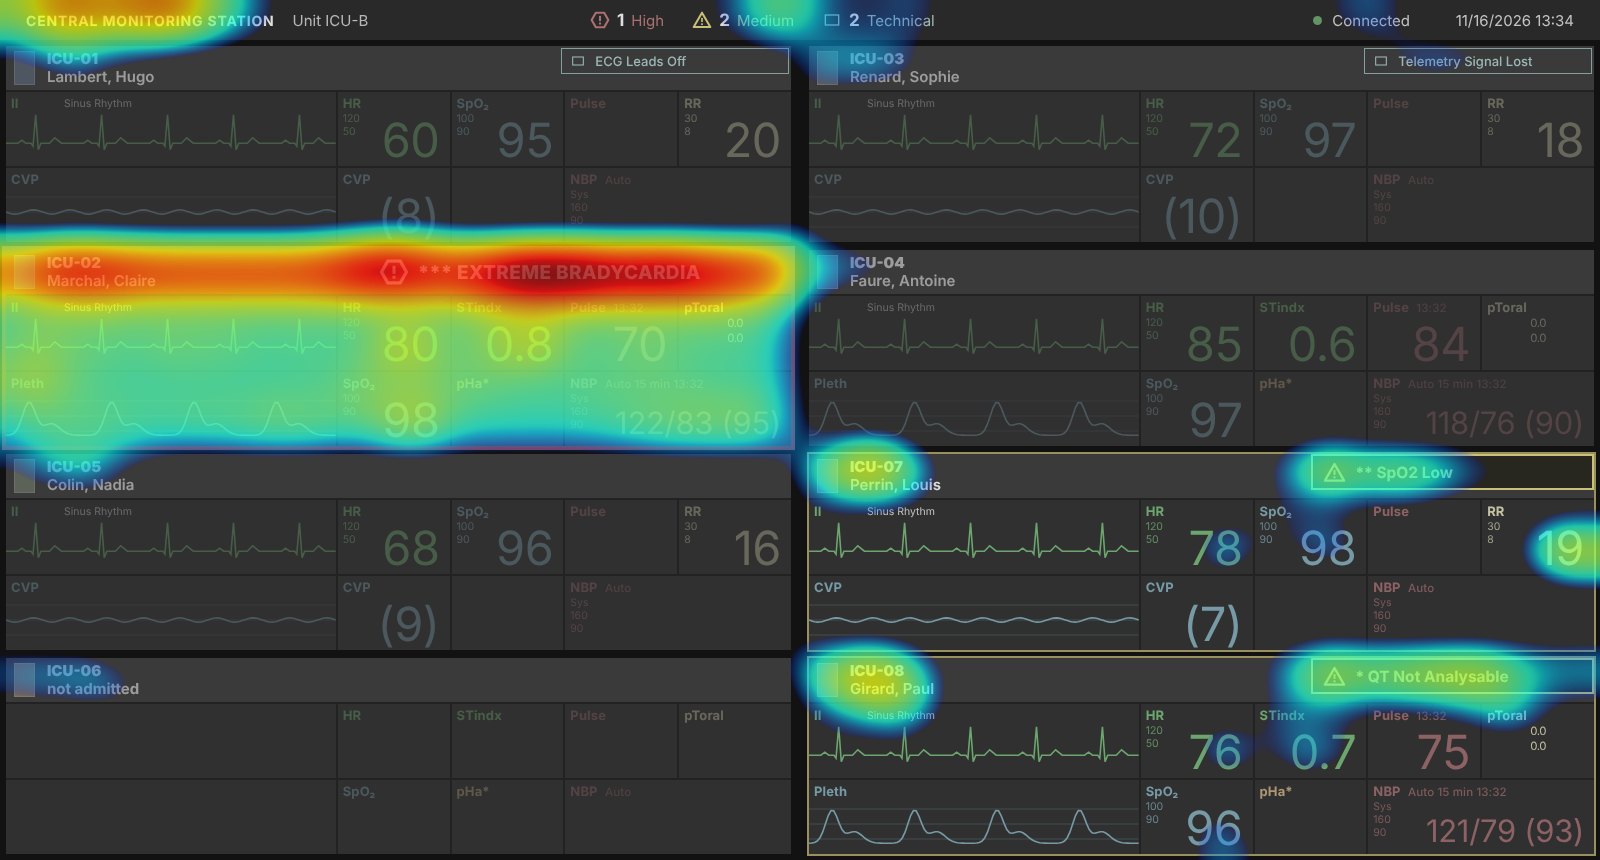 CENTRAL MONITORING STATION Unit ICU-B 1 High 2 Medium 2 Technical Connected 11/16/2026 13:34
ICU-01
Lambert, Hugo
ECG Leads Off
II Sinus Rhythm HR 120 50 60 SpO₂ 100 90 95 Pulse RR 30 8 20
CVP CVP (8) NBP Auto Sys 160 90
ICU-03
Renard, Sophie
Telemetry Signal Lost
II Sinus Rhythm HR 120 50 72 SpO₂ 100 90 97 Pulse RR 30 8 18
CVP CVP (10) NBP Auto Sys 160 90
ICU-02
Marchal, Claire
*** EXTREME BRADYCARDIA
II Sinus Rhythm HR 120 50 80 STindx 0.8 Pulse 13:32 70 pToral 0.0 0.0
Pleth SpO₂ 100 90 98 pHa* NBP Auto 15 min 13:32 Sys 160 90 122/83 (95)
ICU-04
Faure, Antoine
II Sinus Rhythm HR 120 50 85 STindx 0.6 Pulse 13:32 84 pToral 0.0 0.0
Pleth SpO₂ 100 90 97 pHa* NBP Auto 15 min 13:32 Sys 160 90 118/76 (90)
ICU-05
Colin, Nadia
II Sinus Rhythm HR 120 50 68 SpO₂ 100 90 96 Pulse RR 30 8 16
CVP CVP (9) NBP Auto Sys 160 90
ICU-07
Perrin, Louis
** SpO2 Low
II Sinus Rhythm HR 120 50 78 SpO₂ 100 90 98 Pulse RR 30 8 19
CVP CVP (7) NBP Auto Sys 160 90
ICU-06
not admitted
HR STindx Pulse pToral
SpO₂ pHa* NBP Auto
ICU-08
Girard, Paul
* QT Not Analysable
II Sinus Rhythm HR 120 50 76 STindx 0.7 Pulse 13:32 75 pToral 0.0 0.0
Pleth SpO₂ 100 90 96 pHa* NBP Auto 15 min 13:32 Sys 160 90 121/79 (93)